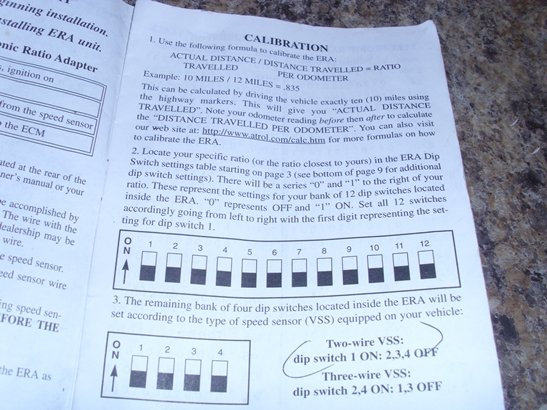 ginning installation.
stalling ERA unit.
nic Ratio Adapter
, ignition on
from the speed sensor
o the ECM
ated at the rear of the
ner's manual or your
be accomplished by
The wire with the
dealership may be
wire.
e speed sensor.
eed sensor wire
ing speed sen-
FORE THE
the ERA as
CALIBRATION
1. Use the following formula to calibrate the ERA:
ACTUAL DISTANCE / DISTANCE TRAVELLED = RATIO
TRAVELLED PER ODOMETER
Example: 10 MILES / 12 MILES = .835
This can be calculated by driving the vehicle exactly ten (10) miles using
the highway markers. This will give you "ACTUAL DISTANCE
TRAVELLED". Note your odometer reading before then after to calculate
the "DISTANCE TRAVELLED PER ODOMETER". You can also visit
our web site at: http://www.atrol.com/calc.htm for more formulas on how
to calibrate the ERA.
2. Locate your specific ratio (or the ratio closest to yours) in the ERA Dip
Switch settings table starting on page 3 (see bottom of page 9 for additional
dip switch settings). There will be a series "0" and "1" to the right of your
ratio. These represent the settings for your bank of 12 dip switches located
inside the ERA. "0" represents OFF and "1" ON. Set all 12 switches
accordingly going from left to right with the first digit representing the set-
ting for dip switch 1.
ON 1 2 3 4 5 6 7 8 9 10 11 12
3. The remaining bank of four dip switches located inside the ERA will be
set according to the type of speed sensor (VSS) equipped on your vehicle:
ON 1 2 3 4
Two-wire VSS:
dip switch 1 ON: 2,3,4 OFF
Three-wire VSS:
dip switch 2,4 ON: 1,3 OFF